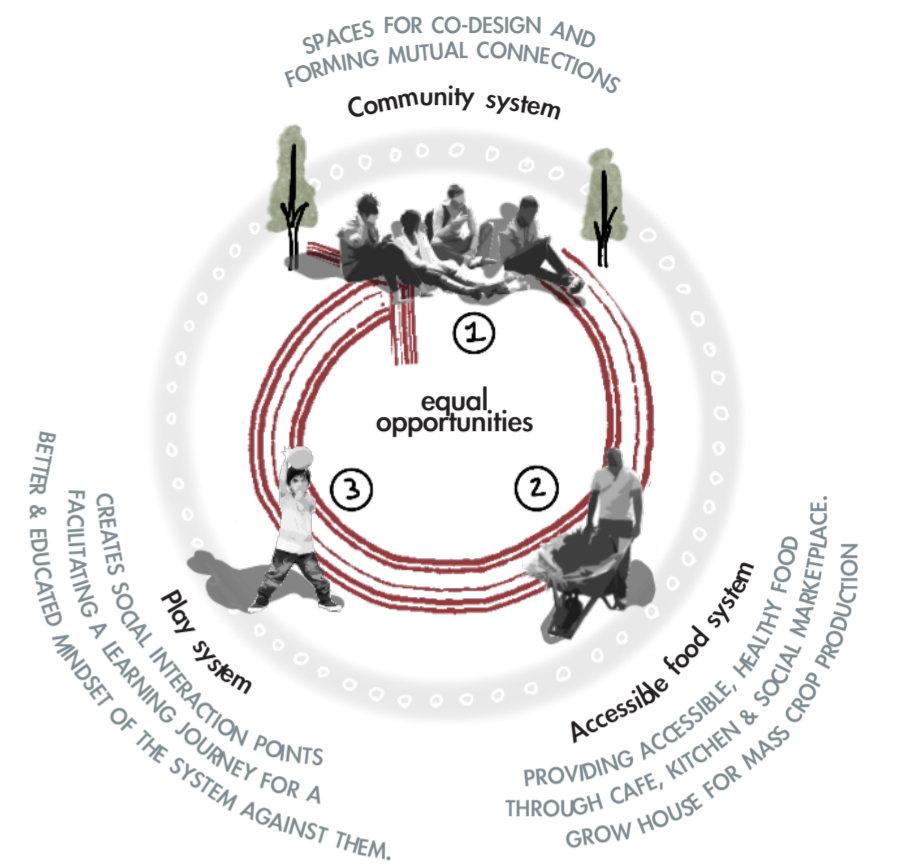 SPACES FOR CO-DESIGN AND
FORMING MUTUAL CONNECTIONS
Community system
1
equal
opportunities
3
2
Play system
CREATES SOCIAL INTERACTION POINTS
FACILITATING A LEARNING JOURNEY FOR A
BETTER & EDUCATED MINDSET OF THE SYSTEM AGAINST THEM.
Accessible food system
PROVIDING ACCESSIBLE, HEALTHY FOOD
THROUGH CAFE, KITCHEN & SOCIAL MARKETPLACE.
GROW HOUSE FOR MASS CROP PRODUCTION